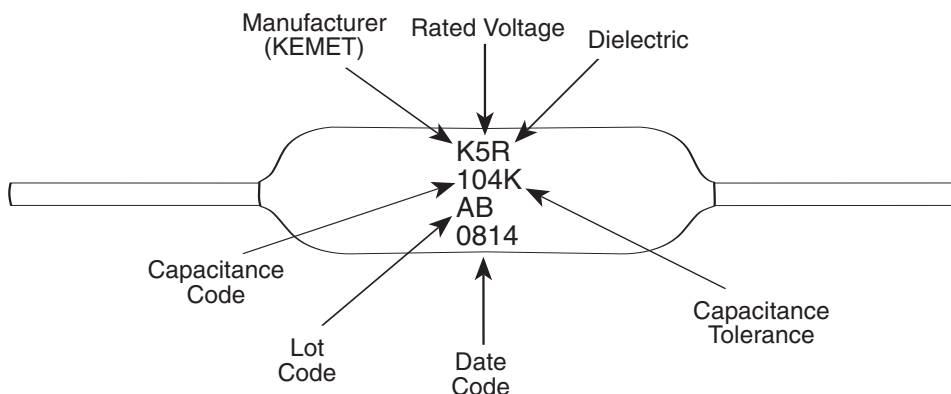 Manufacturer
(KEMET)
Rated Voltage
Dielectric
K5R
104K
AB
0814
Capacitance
Code
Lot
Code
Date
Code
Capacitance
Tolerance